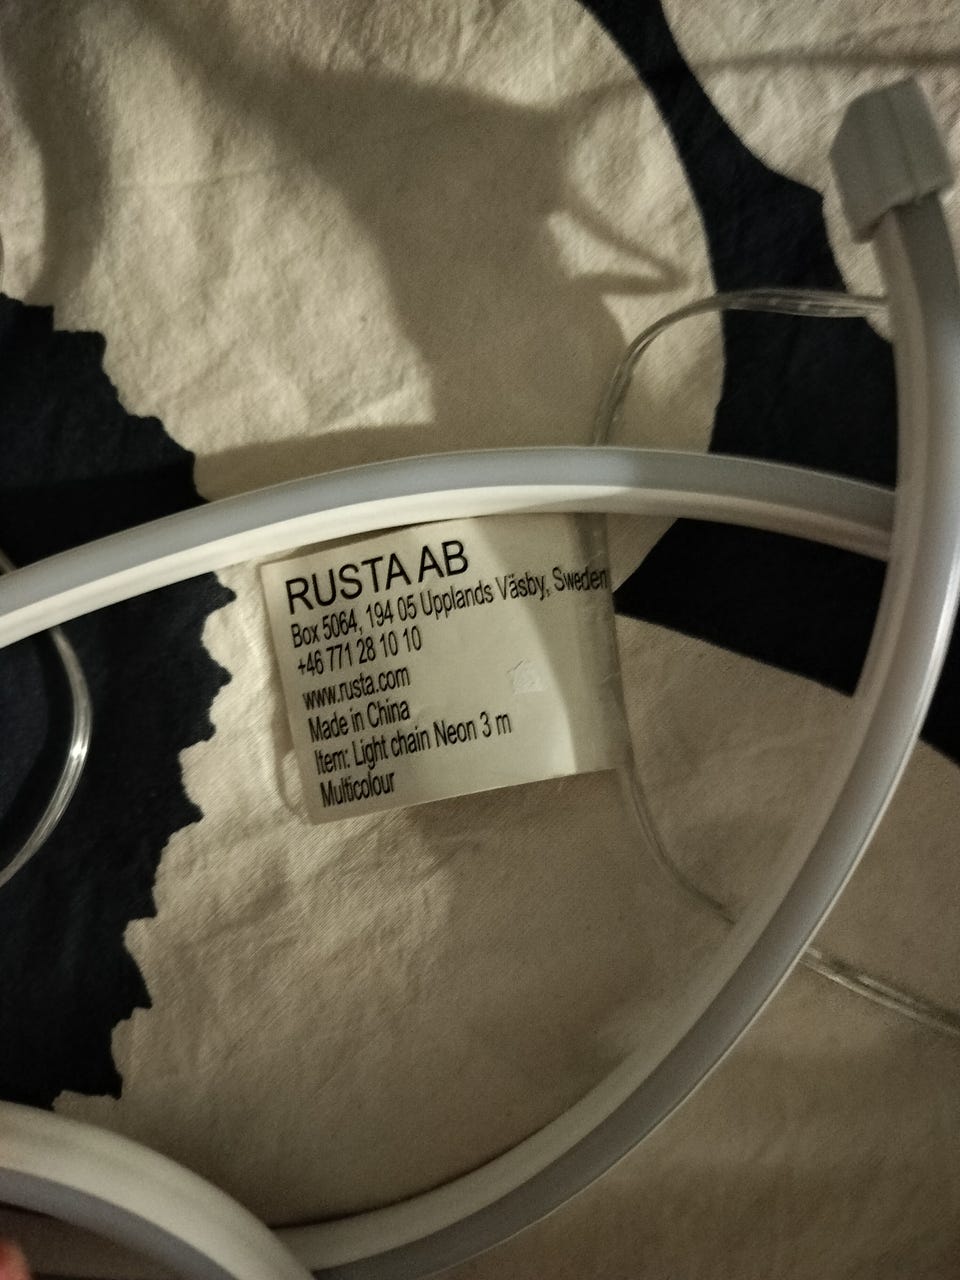 RUSTA AB
Box 5064, 194 05 Upplands Väsby, Sweden
+46 771 28 10 10
www.rusta.com
Made in China
Item: Light chain Neon 3 m
Multicolour